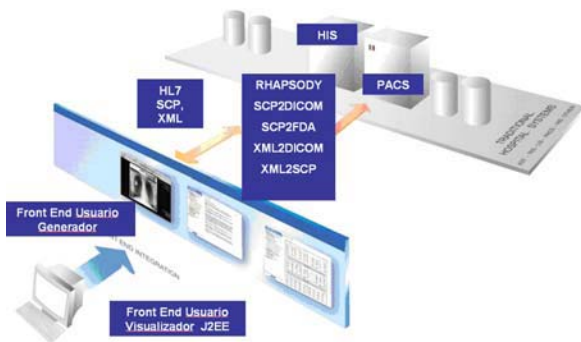 HIS
PACS
HL7
SCP,
XML
RHAPSODY
SCP2DICOM
SCP2FDA
XML2DICOM
XML2SCP
TRADITIONAL
HOSPITAL SYSTEMS
Front End Usuario
Generador
INTEGRATION
Front End Usuario
Visualizador J2EE